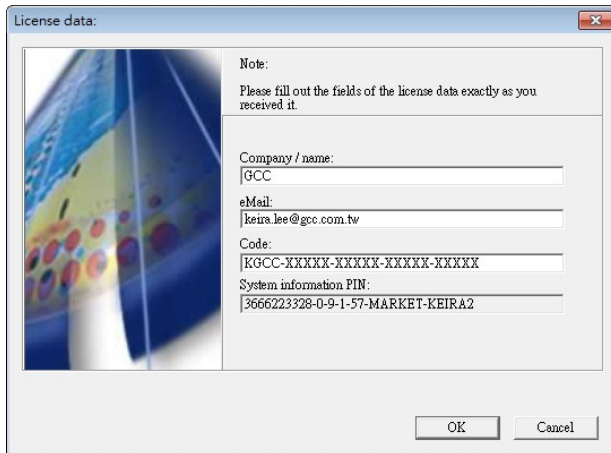 License data:
Note:
Please fill out the fields of the license data exactly as you
received it.
Company / name:
GCC
eMail:
keira.lee@gcc.com.tw
Code:
KGCC-XXXXX-XXXXX-XXXXX-XXXXX
System information PIN:
3666223328-0-9-1-57-MARKET-KEIRA2
OK
Cancel